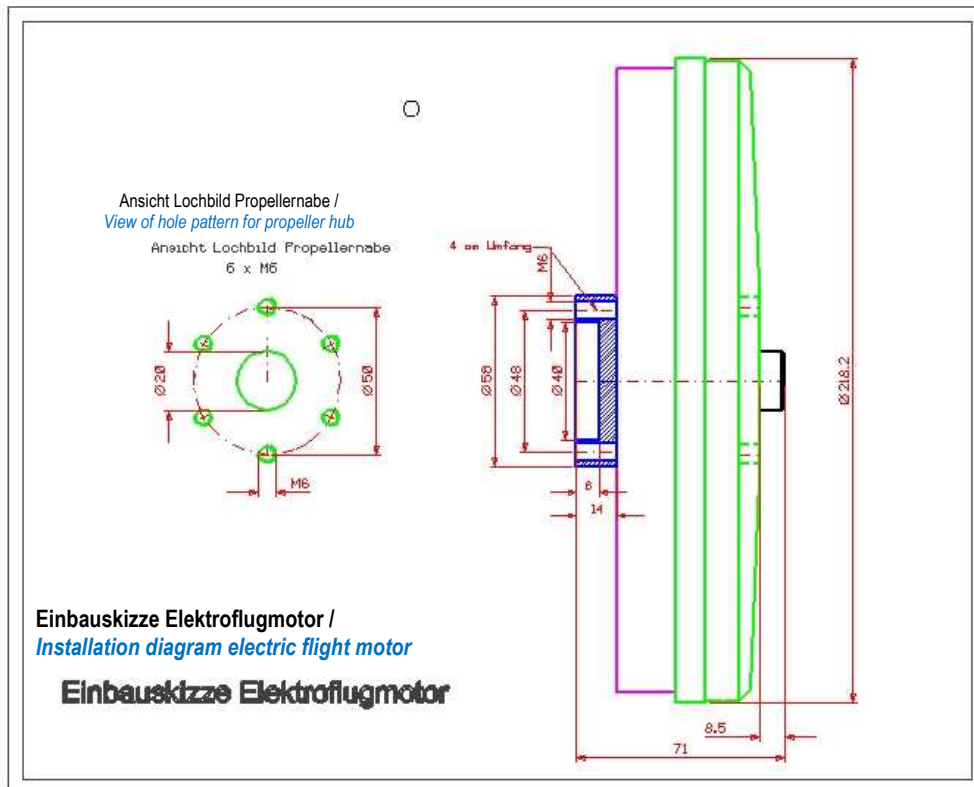 Ansicht Lochbild Propellernabe /
View of hole pattern for propeller hub
Ansicht Lochbild Propellernabe
6 x M6
Ø20
Ø50
M6
4 am Umfang
M6
Ø58
Ø48
Ø40
6
14
Ø218.2
8.5
71
Einbauskizze Elektroflugmotor /
Installation diagram electric flight motor
Einbauskizze Elektroflugmotor